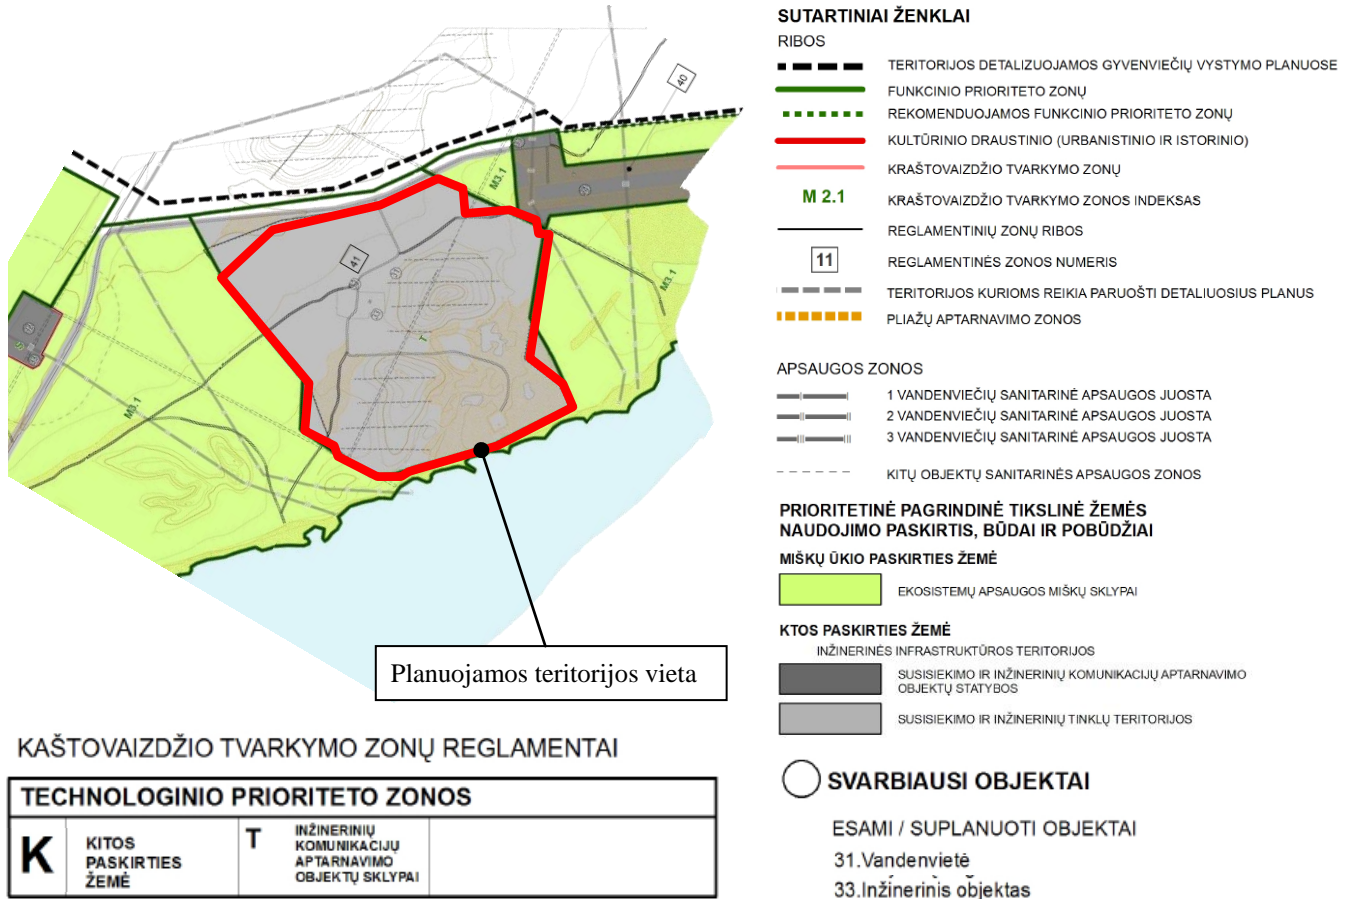 40
M3.1
29
41
31
33
T
M3.1
M3.1
Planuojamos teritorijos vieta
SUTARTINIAI ŽENKLAI
RIBOS
TERITORIJOS DETALIZUOJAMOS GYVENVIEČIŲ VYSTYMO PLANUOSE
FUNKCINIO PRIORITETO ZONŲ
REKOMENDUOJAMOS FUNKCINIO PRIORITETO ZONŲ
KULTŪRINIO DRAUSTINIO (URBANISTINIO IR ISTORINIO)
KRAŠTOVAIZDŽIO TVARKYMO ZONŲ
M 2.1 KRAŠTOVAIZDŽIO TVARKYMO ZONOS INDEKSAS
REGLAMENTINIŲ ZONŲ RIBOS
11 REGLAMENTINĖS ZONOS NUMERIS
TERITORIJOS KURIOMS REIKIA PARUOŠTI DETALIUOSIUS PLANUS
PLIAŽŲ APTARNAVIMO ZONOS
APSAUGOS ZONOS
1 VANDENVIEČIŲ SANITARINĖ APSAUGOS JUOSTA
2 VANDENVIEČIŲ SANITARINĖ APSAUGOS JUOSTA
3 VANDENVIEČIŲ SANITARINĖ APSAUGOS JUOSTA
KITŲ OBJEKTŲ SANITARINĖS APSAUGOS ZONOS
PRIORITETINĖ PAGRINDINĖ TIKSLINĖ ŽEMĖS
NAUDOJIMO PASKIRTIS, BŪDAI IR POBŪDŽIAI
MIŠKŲ ŪKIO PASKIRTIES ŽEMĖ
EKOSISTEMŲ APSAUGOS MIŠKŲ SKLYPAI
KTOS PASKIRTIES ŽEMĖ
INŽINERINĖS INFRASTRUKTŪROS TERITORIJOS
SUSISIEKIMO IR INŽINERINIŲ KOMUNIKACIJŲ APTARNAVIMO
OBJEKTŲ STATYBOS
SUSISIEKIMO IR INŽINERINIŲ TINKLŲ TERITORIJOS
SVARBIAUSI OBJEKTAI
ESAMI / SUPLANUOTI OBJEKTAI
31.Vandenvietė
33.Inžinerinis objektas
KAŠTOVAIZDŽIO TVARKYMO ZONŲ REGLAMENTAI
TECHNOLOGINIO PRIORITETO ZONOS
K
KITOS
PASKIRTIES
ŽEMĖ
T
INŽINERINIŲ
KOMUNIKACIJŲ
APTARNAVIMO
OBJEKTŲ SKLYPAI